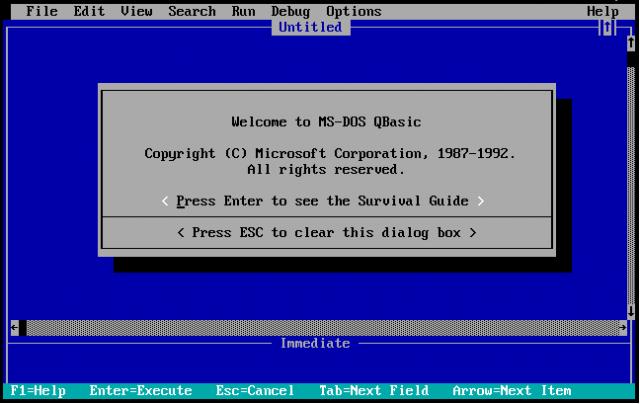 File Edit View Search Run Debug Options Help
Untitled
Welcome to MS-DOS QBasic
Copyright (C) Microsoft Corporation, 1987-1992.
All rights reserved.
< Press Enter to see the Survival Guide >
< Press ESC to clear this dialog box >
Immediate
F1=Help Enter=Execute Esc=Cancel Tab=Next Field Arrow=Next Item